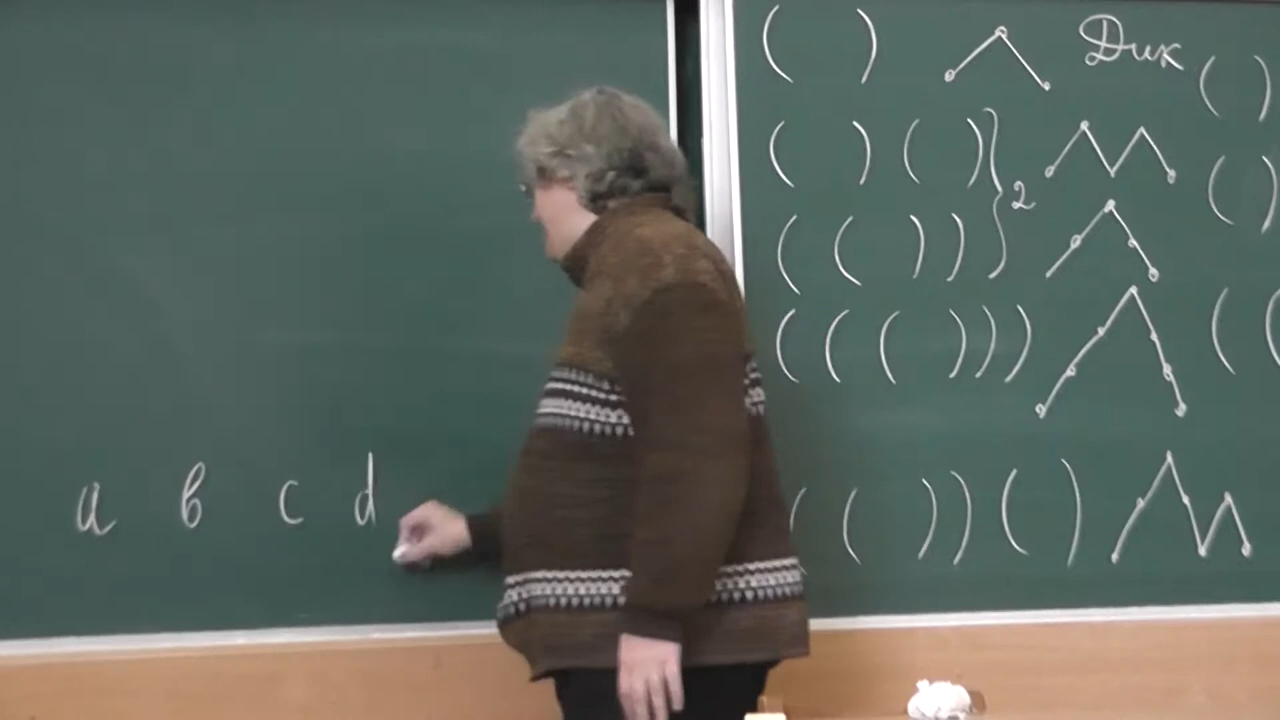 ( ) Дик ( )
( ) ( ) } 2 ( )
( ( ) )
( ( ( ) ) ) ( (
( ( ) ) ( )
a b c d